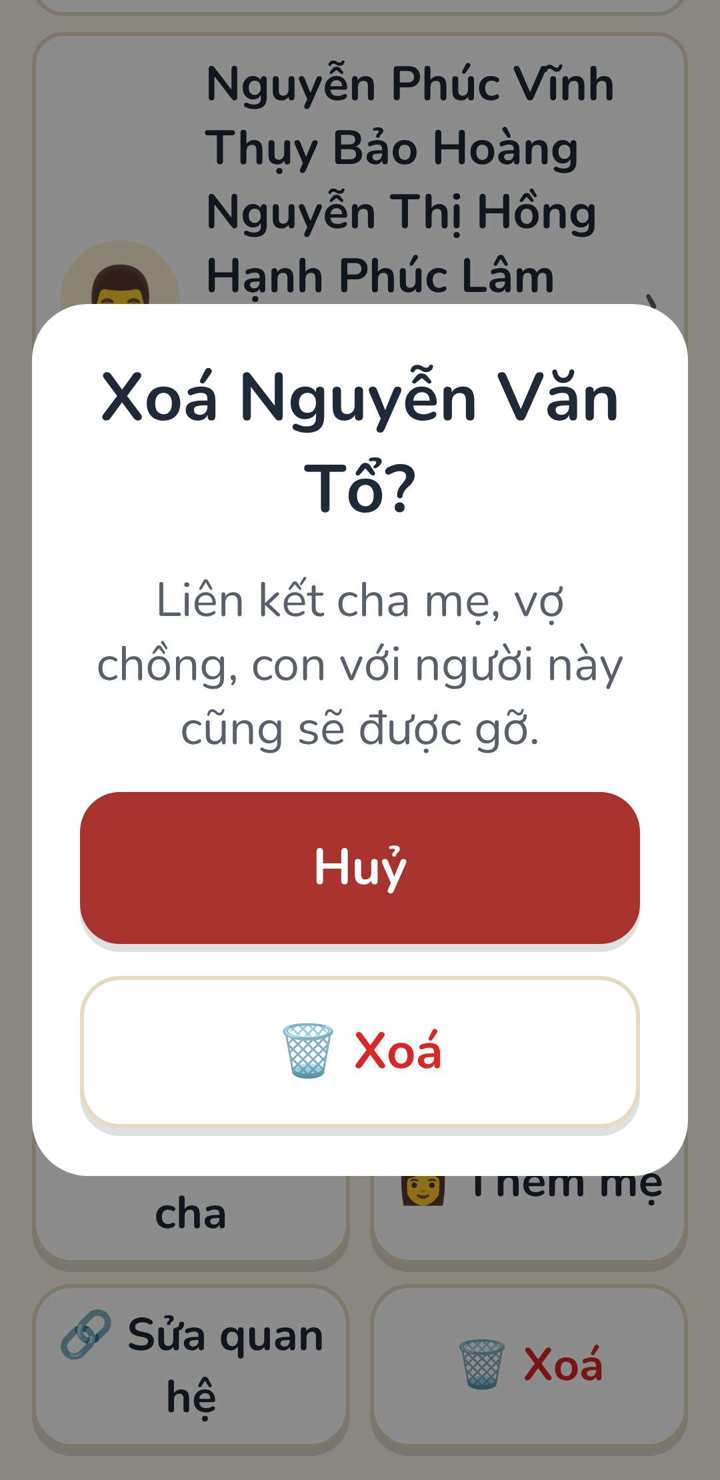 Nguyễn Phúc Vĩnh
Thụy Bảo Hoàng
Nguyễn Thị Hồng
Hạnh Phúc Lâm
Xoá Nguyễn Văn
Tổ?
Liên kết cha mẹ, vợ
chồng, con với người này
cũng sẽ được gỡ.
Huỷ
Xoá
cha
Thêm mẹ
Sửa quan
hệ
Xoá